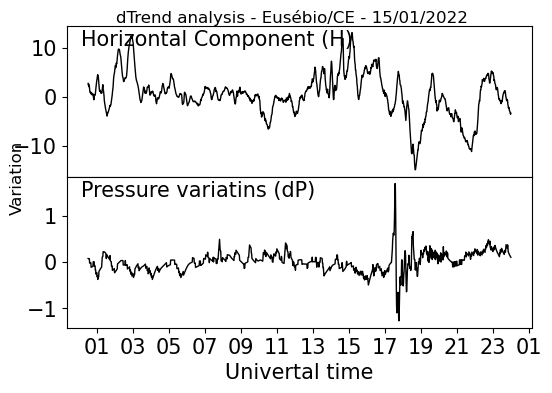 dTrend analysis - Eusébio/CE - 15/01/2022
Horizontal Component (H)
10
0
−10
Variation
Pressure variatins (dP)
1
0
−1
01 03 05 07 09 11 13 15 17 19 21 23 01
Univertal time